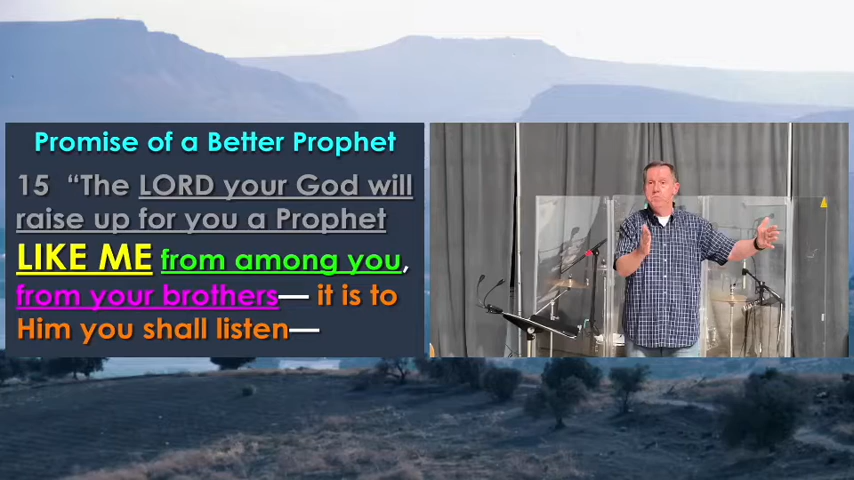 Promise of a Better Prophet
15 “The LORD your God will
raise up for you a Prophet
LIKE ME from among you,
from your brothers— it is to
Him you shall listen—